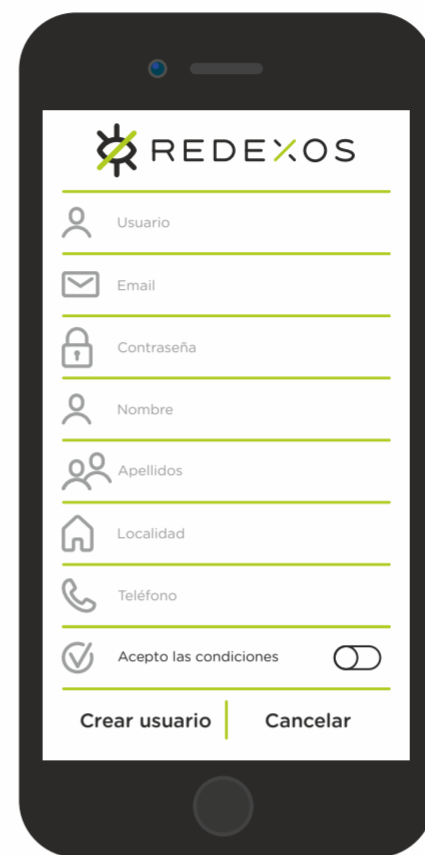 REDEXOS
Usuario
Email
Contraseña
Nombre
Apellidos
Localidad
Teléfono
Acepto las condiciones
Crear usuario Cancelar